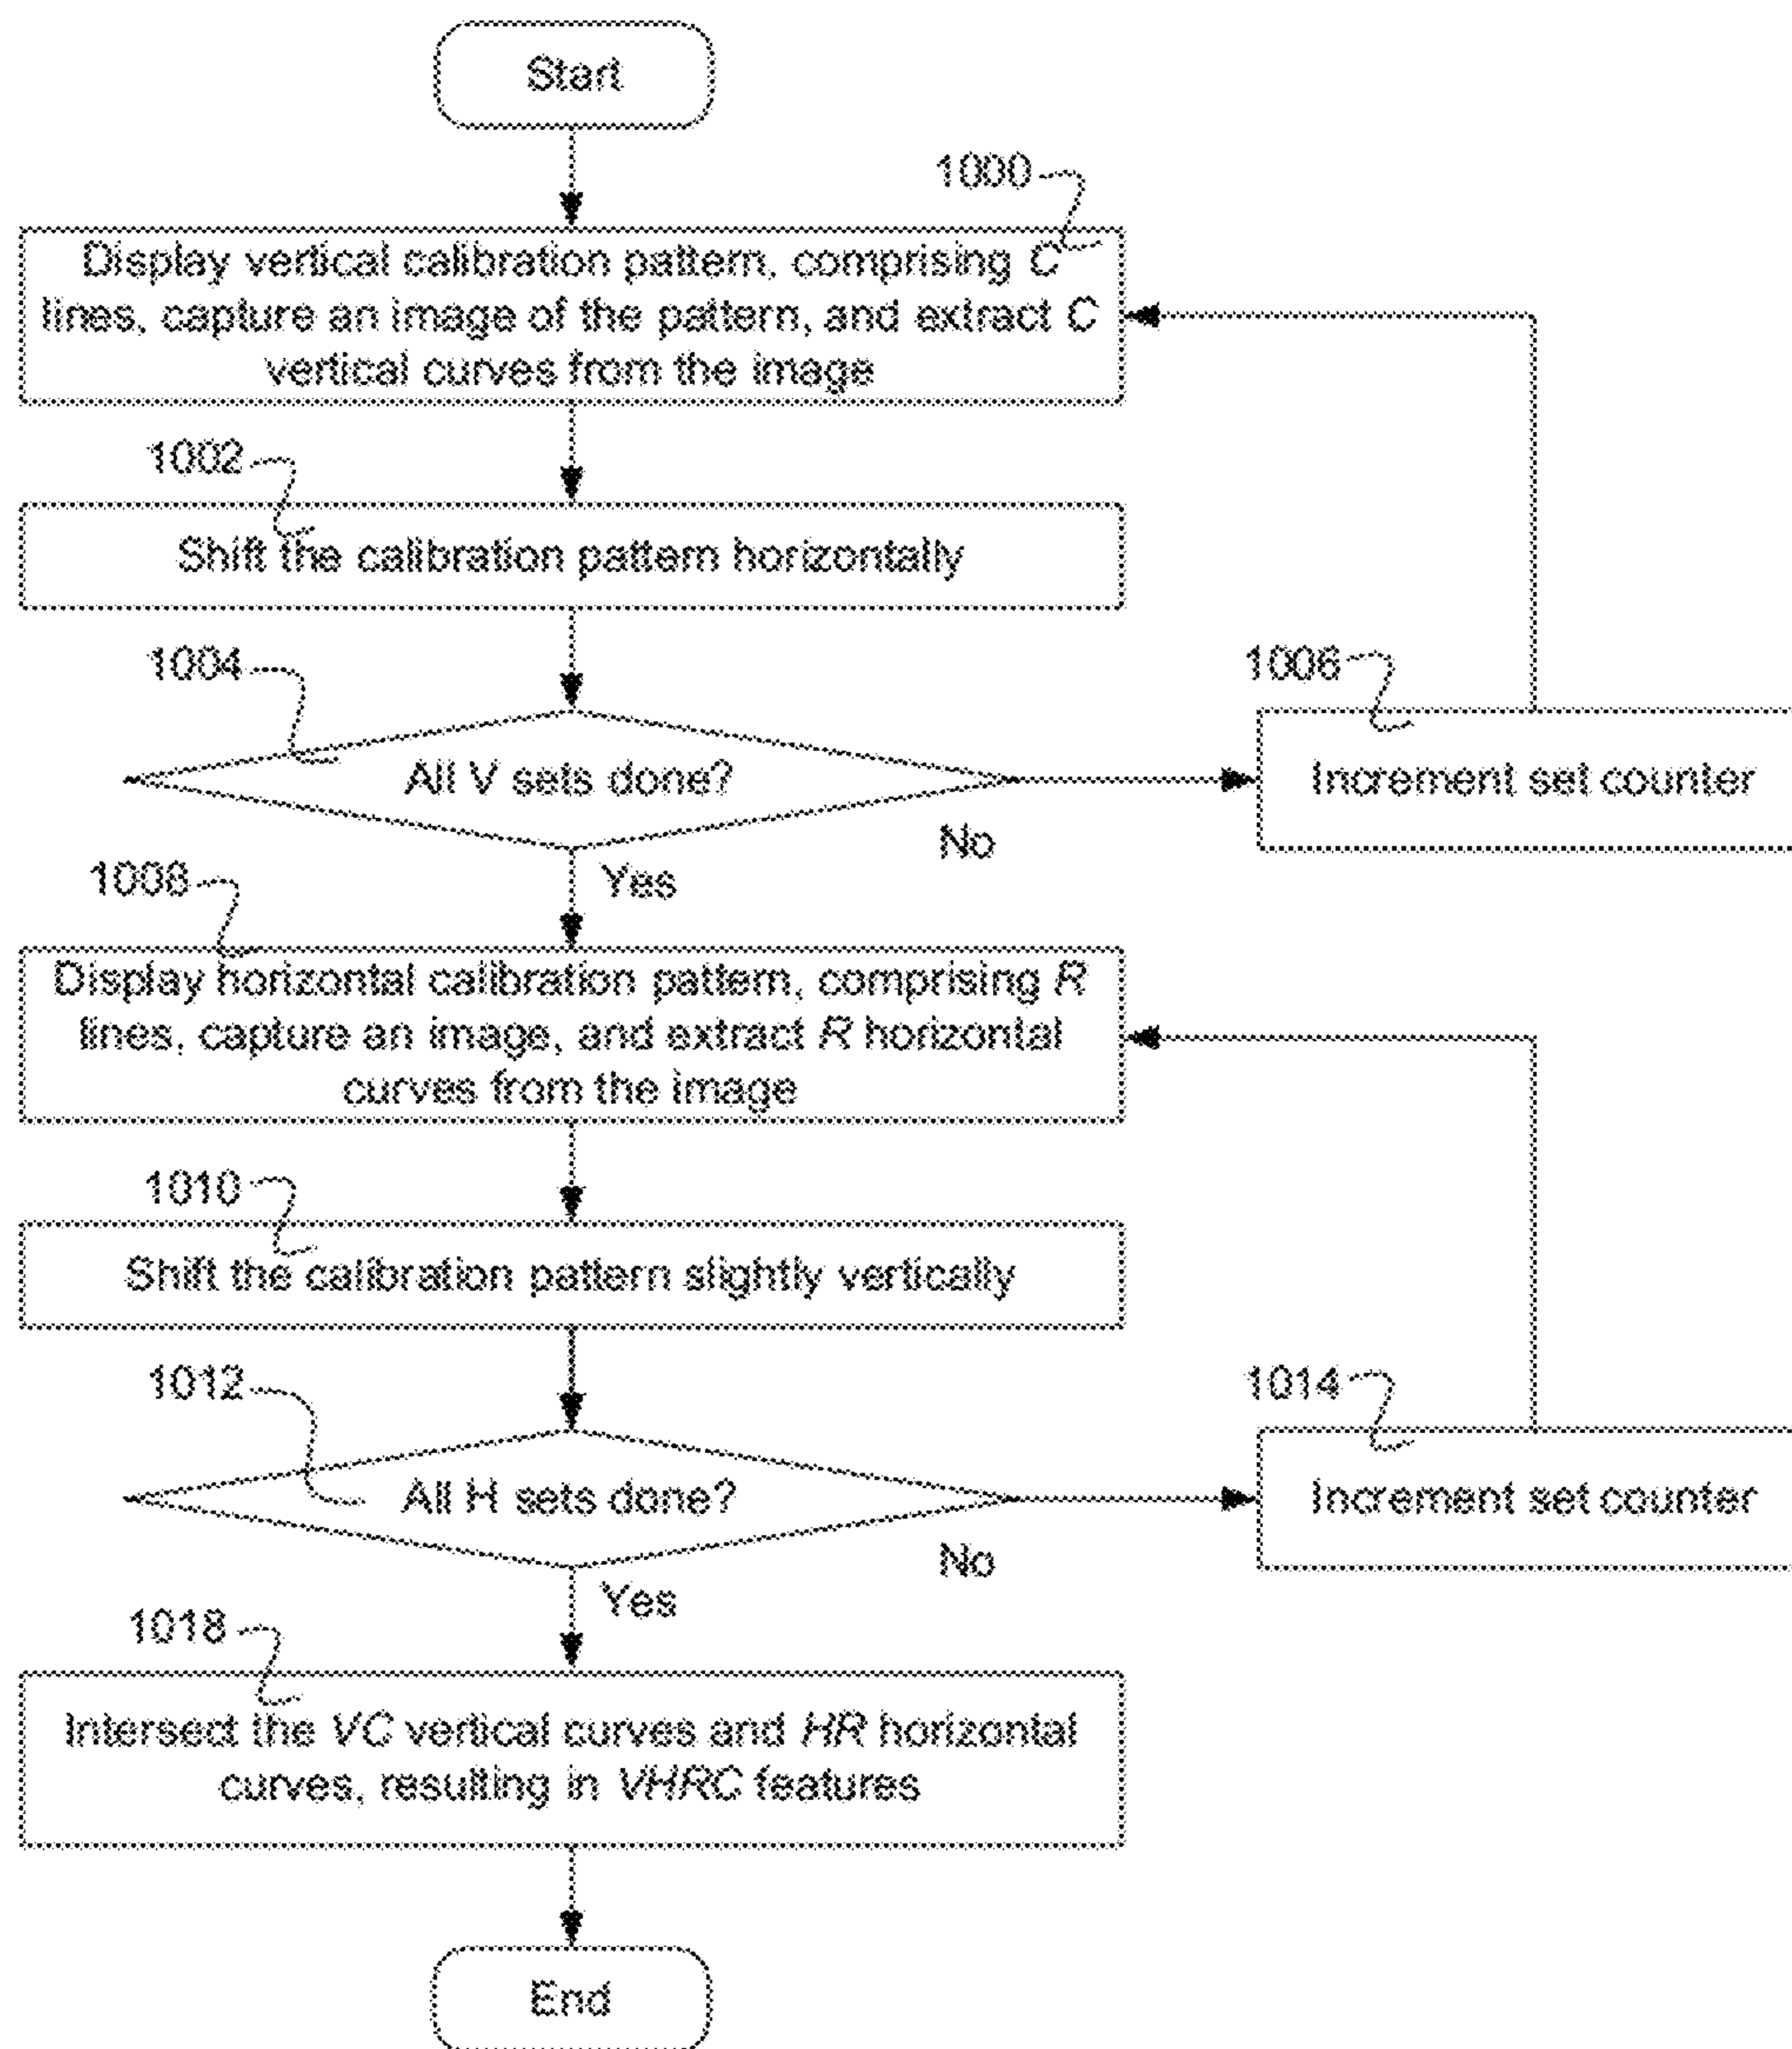 Start
1000
Display vertical calibration pattern, comprising C
lines, capture an image of the pattern, and extract C
vertical curves from the image
1002
Shift the calibration pattern horizontally
1004
All V sets done?
1006
Increment set counter
No
Yes
1008
Display horizontal calibration pattern, comprising R
lines, capture an image, and extract R horizontal
curves from the image
1010
Shift the calibration pattern slightly vertically
1012
All H sets done?
1014
Increment set counter
No
Yes
1018
Intersect the VC vertical curves and HR horizontal
curves, resulting in VHRC features
End